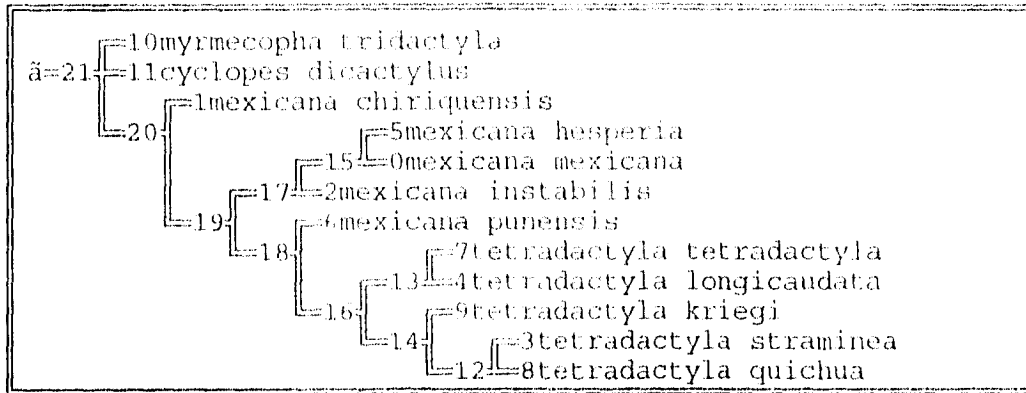 10myrmecopha tridactyla
ã=21 11cyclopes dicactylus
1mexicana chiriquensis
20 5mexicana hesperia
15 0mexicana mexicana
17 2mexicana instabilis
19 6mexicana punensis
18 7tetradactyla tetradactyla
13 4tetradactyla longicaudata
16 9tetradactyla kriegi
14 3tetradactyla straminea
12 8tetradactyla quichua